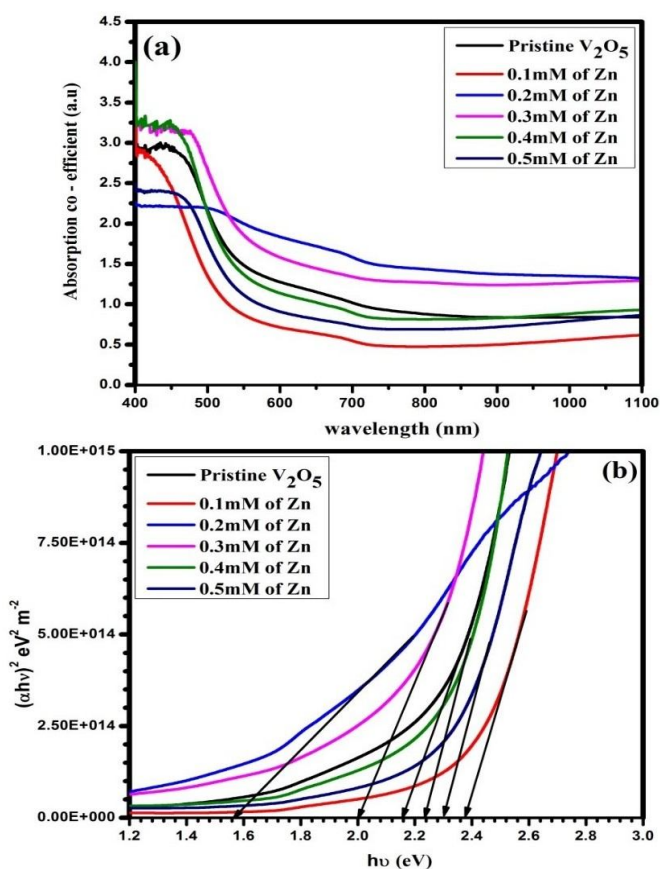 (a)
Pristine V2O5
0.1mM of Zn
0.2mM of Zn
0.3mM of Zn
0.4mM of Zn
0.5mM of Zn
Absorption co - efficient (a.u)
4.5
4.0
3.5
3.0
2.5
2.0
1.5
1.0
0.5
0.0
400 500 600 700 800 900 1000 1100
wavelength (nm)
(b)
Pristine V2O5
0.1mM of Zn
0.2mM of Zn
0.3mM of Zn
0.4mM of Zn
0.5mM of Zn
(αhν)2 eV2 m-2
1.00E+015
7.50E+014
5.00E+014
2.50E+014
0.00E+000
1.2 1.4 1.6 1.8 2.0 2.2 2.4 2.6 2.8 3.0
hυ (eV)